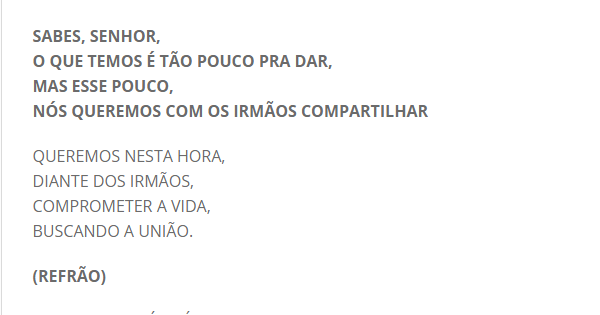 SABES, SENHOR,
O QUE TEMOS É TÃO POUCO PRA DAR,
MAS ESSE POUCO,
NÓS QUEREMOS COM OS IRMÃOS COMPARTILHAR
QUEREMOS NESTA HORA,
DIANTE DOS IRMÃOS,
COMPROMETER A VIDA,
BUSCANDO A UNIÃO.
(REFRÃO)